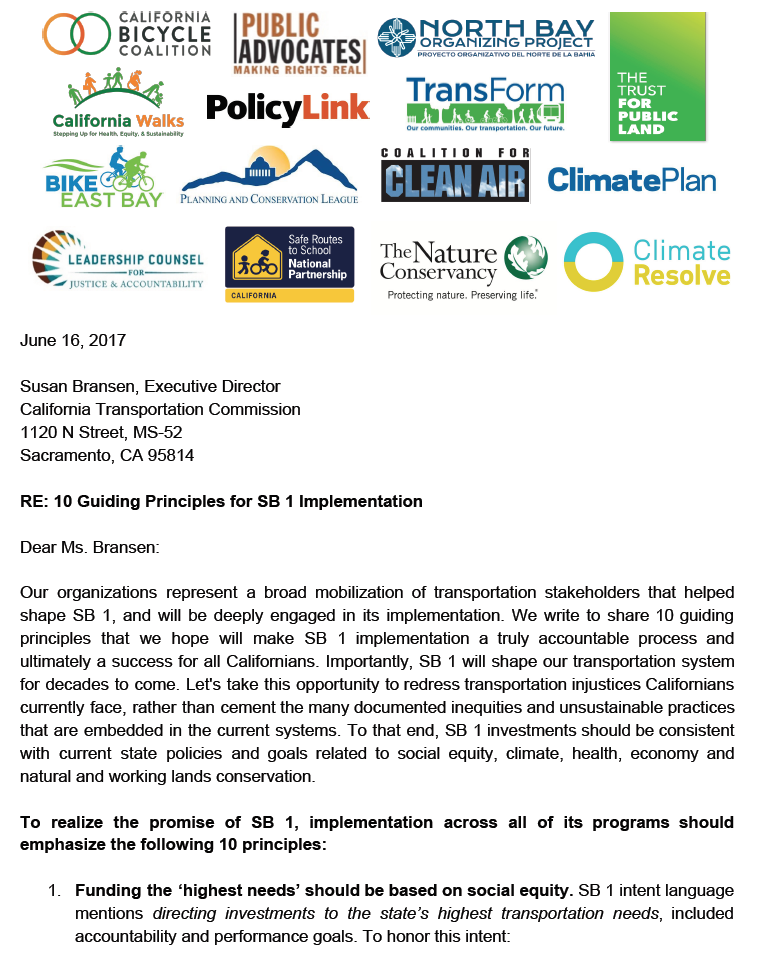 CALIFORNIA
BICYCLE
COALITION
PUBLIC
ADVOCATES
MAKING RIGHTS REAL
NORTH BAY
ORGANIZING PROJECT
PROYECTO ORGANIZATIVO DEL NORTE DE LA BAHIA
THE
TRUST
FOR
PUBLIC
LAND
California Walks
Stepping Up for Health, Equity, & Sustainability
PolicyLink
TransForm
Our communities. Our transportation. Our future.
BIKE
EAST BAY
PLANNING AND CONSERVATION LEAGUE
COALITION FOR
CLEAN AIR
ClimatePlan
LEADERSHIP COUNSEL
FOR
JUSTICE & ACCOUNTABILITY
Safe Routes
to School
National
Partnership
CALIFORNIA
The Nature
Conservancy
Protecting nature. Preserving life.®
Climate
Resolve
June 16, 2017
Susan Bransen, Executive Director
California Transportation Commission
1120 N Street, MS-52
Sacramento, CA 95814
RE: 10 Guiding Principles for SB 1 Implementation
Dear Ms. Bransen:
Our organizations represent a broad mobilization of transportation stakeholders that helped
shape SB 1, and will be deeply engaged in its implementation. We write to share 10 guiding
principles that we hope will make SB 1 implementation a truly accountable process and
ultimately a success for all Californians. Importantly, SB 1 will shape our transportation system
for decades to come. Let's take this opportunity to redress transportation injustices Californians
currently face, rather than cement the many documented inequities and unsustainable practices
that are embedded in the current systems. To that end, SB 1 investments should be consistent
with current state policies and goals related to social equity, climate, health, economy and
natural and working lands conservation.
To realize the promise of SB 1, implementation across all of its programs should
emphasize the following 10 principles:
1. Funding the ‘highest needs’ should be based on social equity. SB 1 intent language
mentions directing investments to the state’s highest transportation needs, included
accountability and performance goals. To honor this intent: